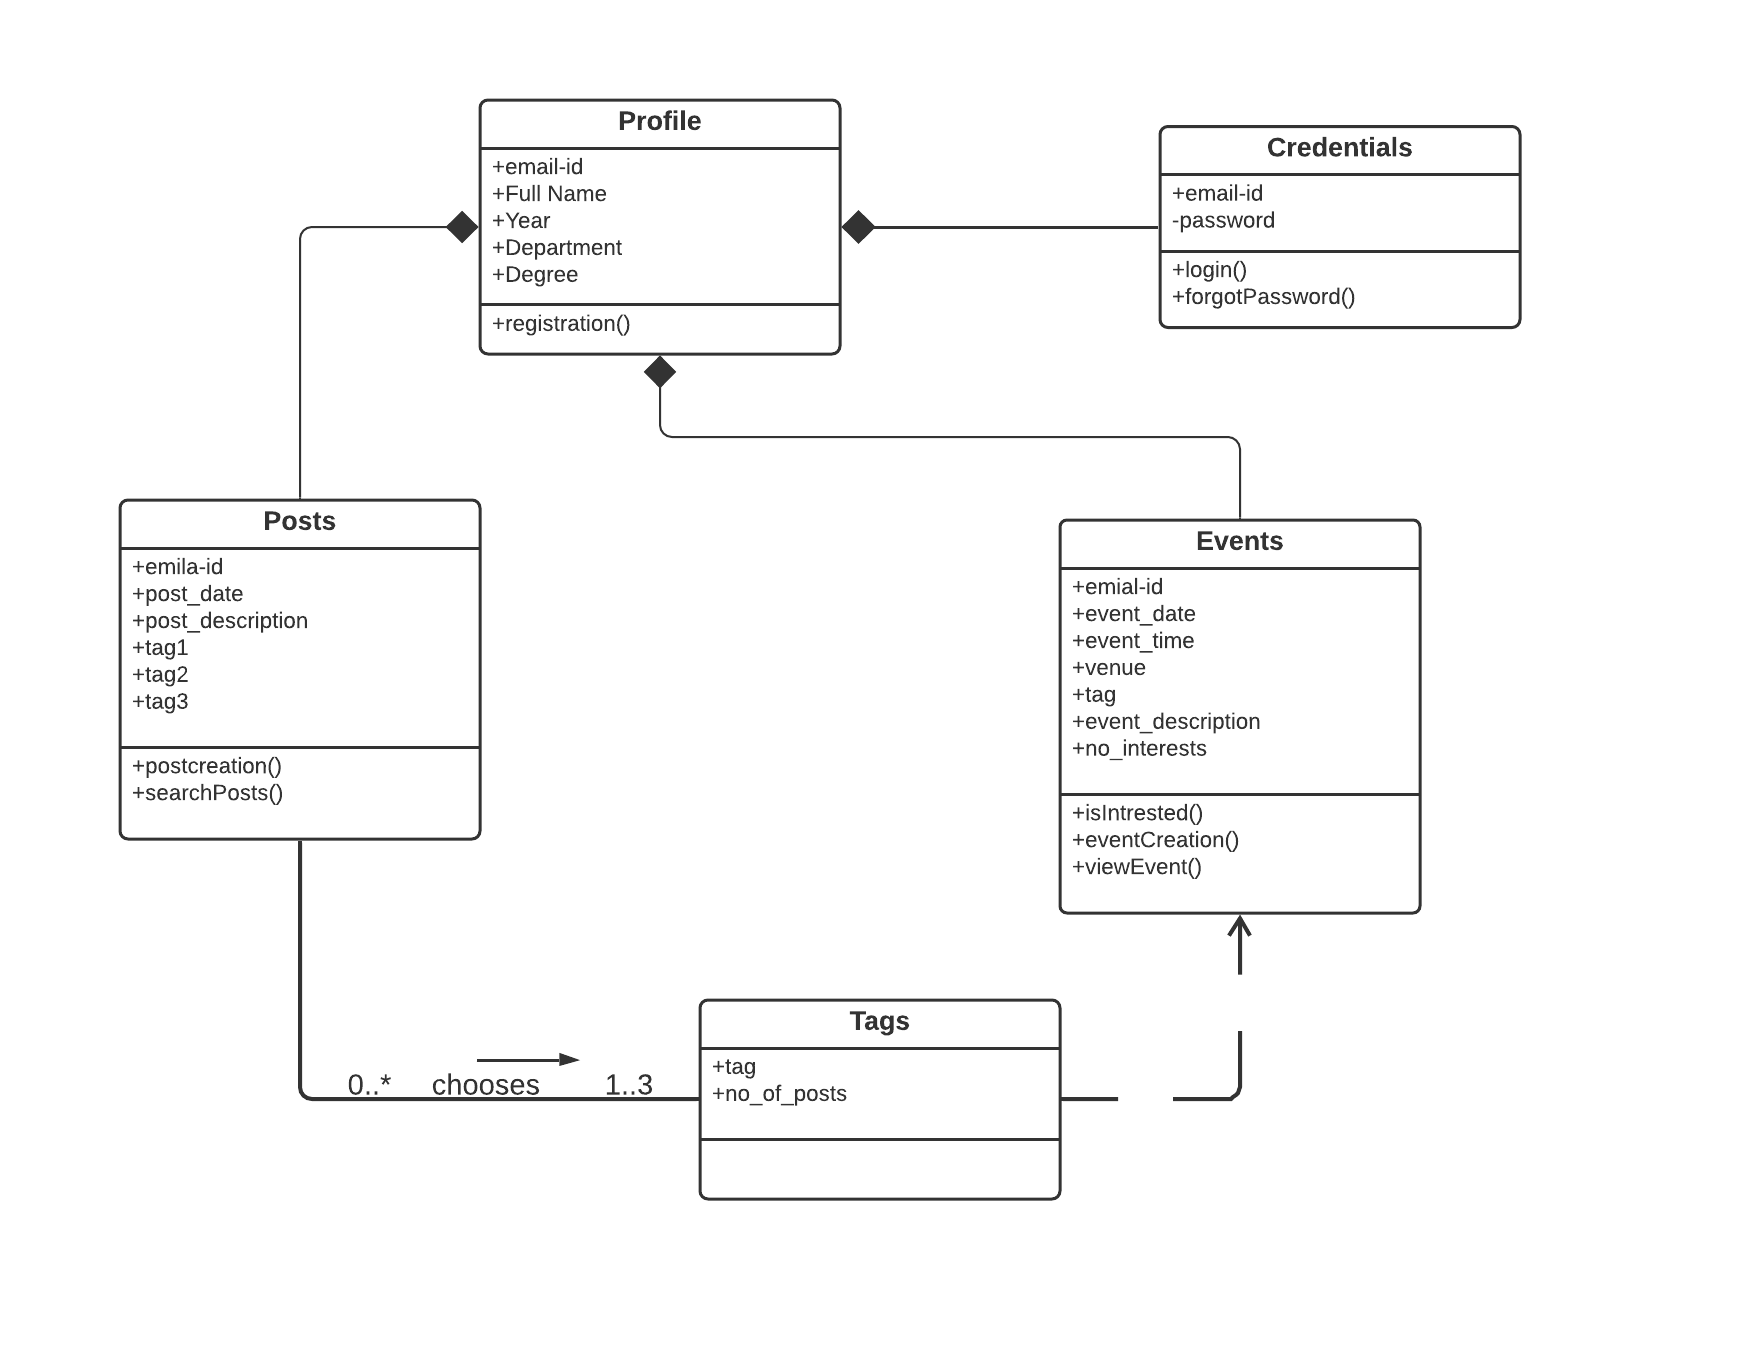 Profile
+email-id
+Full Name
+Year
+Department
+Degree
+registration()
Credentials
+email-id
-password
+login()
+forgotPassword()
Posts
+emila-id
+post_date
+post_description
+tag1
+tag2
+tag3
+postcreation()
+searchPosts()
Events
+emial-id
+event_date
+event_time
+venue
+tag
+event_description
+no_interests
+isIntrested()
+eventCreation()
+viewEvent()
0..* chooses 1..3
Tags
+tag
+no_of_posts